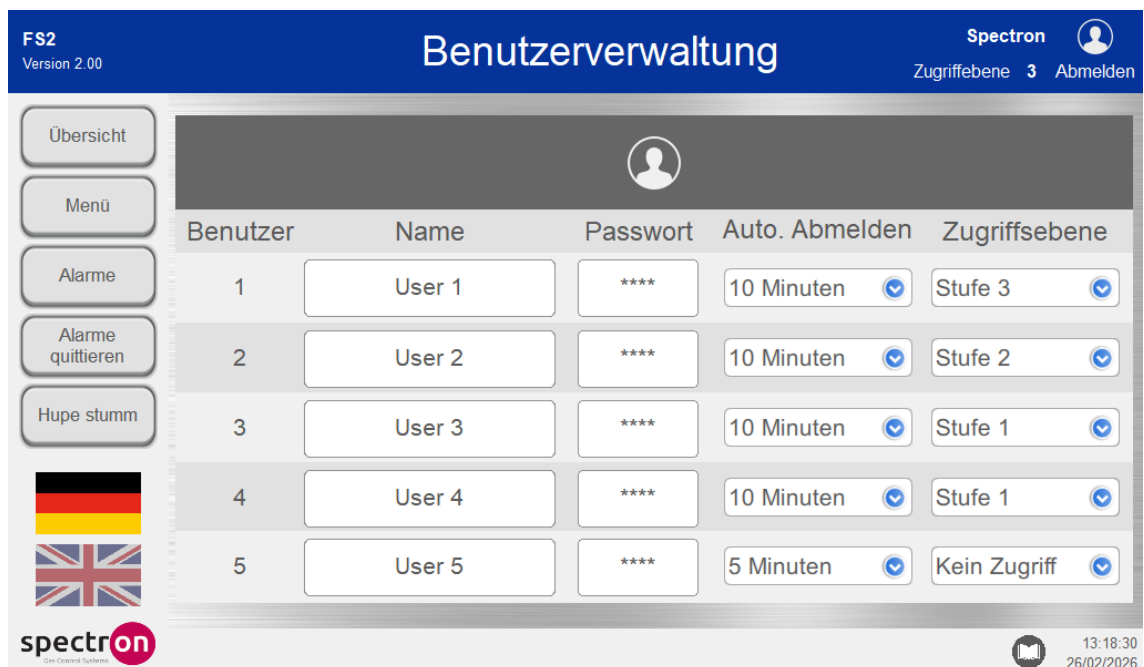 FS2
Version 2.00
Benutzerverwaltung
Spectron
Zugriffebene 3 Abmelden
Übersicht
Menü
Alarme
Alarme
quittieren
Hupe stumm
Benutzer Name Passwort Auto. Abmelden Zugriffsebene
1 User 1 **** 10 Minuten Stufe 3
2 User 2 **** 10 Minuten Stufe 2
3 User 3 **** 10 Minuten Stufe 1
4 User 4 **** 10 Minuten Stufe 1
5 User 5 **** 5 Minuten Kein Zugriff
spectron
Gas Control Systems
13:18:30
26/02/2026